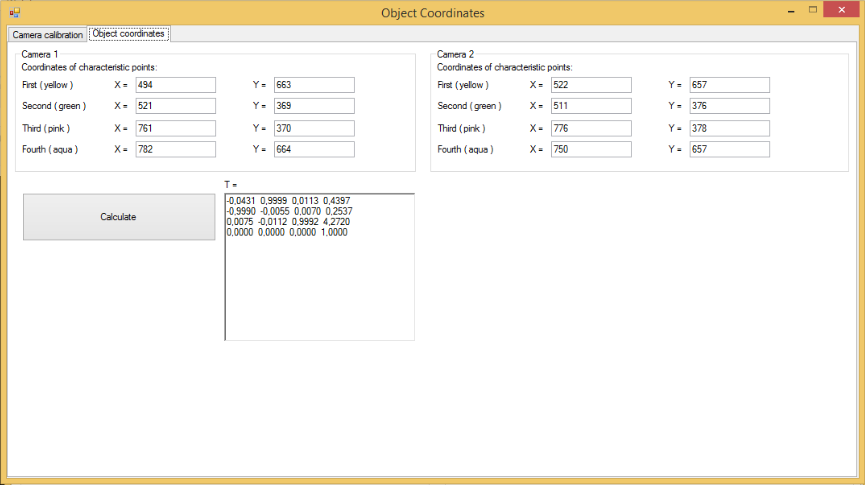 Object Coordinates
Camera calibration Object coordinates
Camera 1
Coordinates of characteristic points:
First ( yellow ) X = 494 Y = 663
Second ( green ) X = 521 Y = 369
Third ( pink ) X = 761 Y = 370
Fourth ( aqua ) X = 782 Y = 664
Camera 2
Coordinates of characteristic points:
First ( yellow ) X = 522 Y = 657
Second ( green ) X = 511 Y = 376
Third ( pink ) X = 776 Y = 378
Fourth ( aqua ) X = 750 Y = 657
Calculate
T =
-0,0431 0,9999 0,0113 0,4397
-0,9990 -0,0055 0,0070 0,2537
0,0075 -0,0112 0,9992 4,2720
0,0000 0,0000 0,0000 1,0000